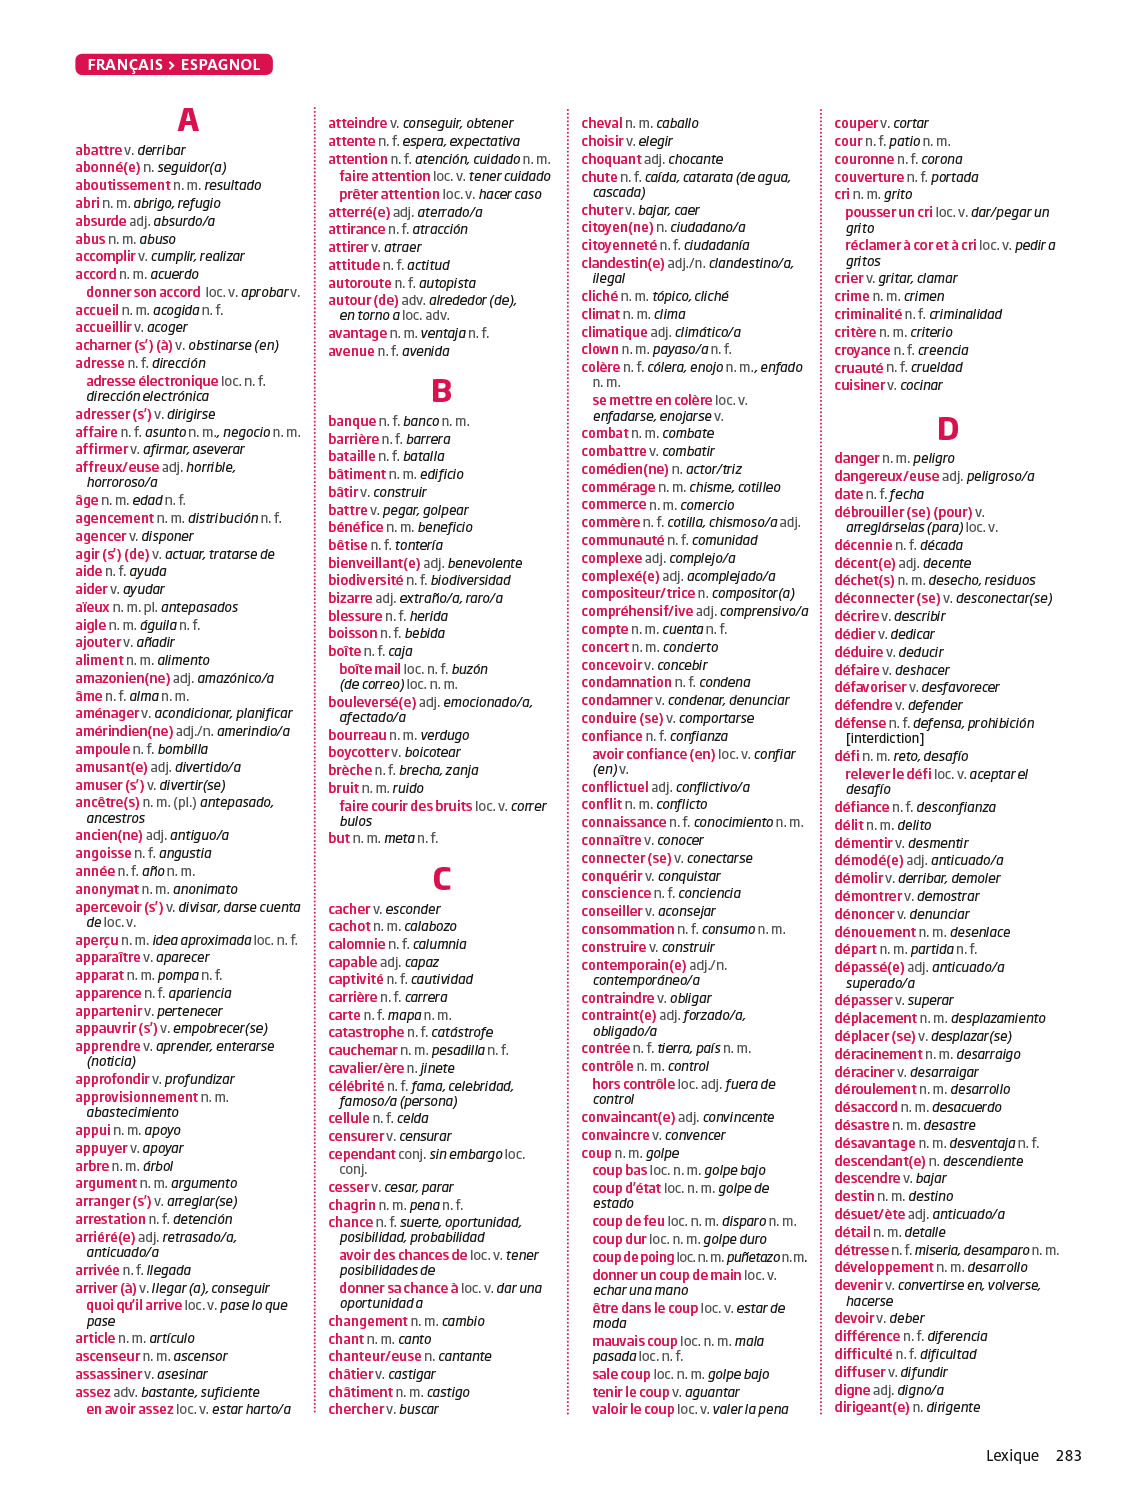 FRANÇAIS > ESPAGNOL
A
abattre v. derribar
abonné(e) n. seguidor(a)
aboutissement n. m. resultado
abri n. m. abrigo, refugio
absurde adj. absurdo/a
abus n. m. abuso
accomplir v. cumplir, realizar
accord n. m. acuerdo
donner son accord loc. v. aprobar v.
accueil n. m. acogida n. f.
accueillir v. acoger
acharner (s’) (à) v. obstinarse (en)
adresse n. f. dirección
adresse électronique loc. n. f.
dirección electrónica
adresser (s’) v. dirigirse
affaire n. f. asunto n. m., negocio n. m.
affirmer v. afirmar, aseverar
affreux/euse adj. horrible,
horroroso/a
âge n. m. edad n. f.
agencement n. m. distribución n. f.
agencer v. disponer
agir (s’) (de) v. actuar, tratarse de
aide n. f. ayuda
aider v. ayudar
aïeux n. m. pl. antepasados
aigle n. m. águila n. f.
ajouter v. añadir
aliment n. m. alimento
amazonien(ne) adj. amazónico/a
âme n. f. alma n. m.
aménager v. acondicionar, planificar
amérindien(ne) adj./n. amerindio/a
ampoule n. f. bombilla
amusant(e) adj. divertido/a
amuser (s’) v. divertir(se)
ancêtre(s) n. m. (pl.) antepasado,
ancestros
ancien(ne) adj. antiguo/a
angoisse n. f. angustia
année n. f. año n. m.
anonymat n. m. anonimato
apercevoir (s’) v. divisar, darse cuenta
de loc. v.
aperçu n. m. idea aproximada loc. n. f.
apparaître v. aparecer
apparat n. m. pompa n. f.
apparence n. f. apariencia
appartenir v. pertenecer
appauvrir (s’) v. empobrecer(se)
apprendre v. aprender, enterarse
(noticia)
approfondir v. profundizar
approvisionnement n. m.
abastecimiento
appui n. m. apoyo
appuyer v. apoyar
arbre n. m. árbol
argument n. m. argumento
arranger (s’) v. arreglar(se)
arrestation n. f. detención
arriéré(e) adj. retrasado/a,
anticuado/a
arrivée n. f. llegada
arriver (à) v. llegar (a), conseguir
quoi qu’il arrive loc. v. pase lo que
pase
article n. m. artículo
ascenseur n. m. ascensor
assassiner v. asesinar
assez adv. bastante, suficiente
en avoir assez loc. v. estar harto/a
atteindre v. conseguir, obtener
attente n. f. espera, expectativa
attention n. f. atención, cuidado n. m.
faire attention loc. v. tener cuidado
prêter attention loc. v. hacer caso
atterré(e) adj. aterrado/a
attirance n. f. atracción
attirer v. atraer
attitude n. f. actitud
autoroute n. f. autopista
autour (de) adv. alrededor (de),
en torno a loc. adv.
avantage n. m. ventaja n. f.
avenue n. f. avenida
B
banque n. f. banco n. m.
barrière n. f. barrera
bataille n. f. batalla
bâtiment n. m. edificio
bâtir v. construir
battre v. pegar, golpear
bénéfice n. m. beneficio
bêtise n. f. tontería
bienveillant(e) adj. benevolente
biodiversité n. f. biodiversidad
bizarre adj. extraño/a, raro/a
blessure n. f. herida
boisson n. f. bebida
boîte n. f. caja
boîte mail loc. n. f. buzón
(de correo) loc. n. m.
bouleversé(e) adj. emocionado/a,
afectado/a
bourreau n. m. verdugo
boycotter v. boicotear
brèche n. f. brecha, zanja
bruit n. m. ruido
faire courir des bruits loc. v. correr
bulos
but n. m. meta n. f.
C
cacher v. esconder
cachot n. m. calabozo
calomnie n. f. calumnia
capable adj. capaz
captivité n. f. cautividad
carrière n. f. carrera
carte n. f. mapa n. m.
catastrophe n. f. catástrofe
cauchemar n. m. pesadilla n. f.
cavalier/ère n. jinete
célébrité n. f. fama, celebridad,
famoso/a (persona)
cellule n. f. celda
censurer v. censurar
cependant conj. sin embargo loc.
conj.
cesser v. cesar, parar
chagrin n. m. pena n. f.
chance n. f. suerte, oportunidad,
posibilidad, probabilidad
avoir des chances de loc. v. tener
posibilidades de
donner sa chance à loc. v. dar una
oportunidad a
changement n. m. cambio
chant n. m. canto
chanteur/euse n. cantante
châtier v. castigar
châtiment n. m. castigo
chercher v. buscar
cheval n. m. caballo
choisir v. elegir
choquant adj. chocante
chute n. f. caída, catarata (de agua,
cascada)
chuter v. bajar, caer
citoyen(ne) n. ciudadano/a
citoyenneté n. f. ciudadanía
clandestin(e) adj./n. clandestino/a,
ilegal
cliché n. m. tópico, cliché
climat n. m. clima
climatique adj. climático/a
clown n. m. payaso/a n. f.
colère n. f. cólera, enojo n. m., enfado
n. m.
se mettre en colère loc. v.
enfadarse, enojarse v.
combat n. m. combate
combattre v. combatir
comédien(ne) n. actor/triz
commérage n. m. chisme, cotilleo
commerce n. m. comercio
commère n. f. cotilla, chismoso/a adj.
communauté n. f. comunidad
complexe adj. complejo/a
complexé(e) adj. acomplejado/a
compositeur/trice n. compositor(a)
compréhensif/ive adj. comprensivo/a
compte n. m. cuenta n. f.
concert n. m. concierto
concevoir v. concebir
condamnation n. f. condena
condamner v. condenar, denunciar
conduire (se) v. comportarse
confiance n. f. confianza
avoir confiance (en) loc. v. confiar
(en) v.
conflictuel adj. conflictivo/a
conflit n. m. conflicto
connaissance n. f. conocimiento n. m.
connaître v. conocer
connecter (se) v. conectarse
conquérir v. conquistar
conscience n. f. conciencia
conseiller v. aconsejar
consommation n. f. consumo n. m.
construire v. construir
contemporain(e) adj./n.
contemporáneo/a
contraindre v. obligar
contraint(e) adj. forzado/a,
obligado/a
contrée n. f. tierra, país n. m.
contrôle n. m. control
hors contrôle loc. adj. fuera de
control
convaincant(e) adj. convincente
convaincre v. convencer
coup n. m. golpe
coup bas loc. n. m. golpe bajo
coup d’état loc. n. m. golpe de
estado
coup de feu loc. n. m. disparo n. m.
coup dur loc. n. m. golpe duro
coup de poing loc. n. m. puñetazo n. m.
donner un coup de main loc. v.
echar una mano
être dans le coup loc. v. estar de
moda
mauvais coup loc. n. m. mala
pasada loc. n. f.
sale coup loc. n. m. golpe bajo
tenir le coup v. aguantar
valoir le coup loc. v. valer la pena
couper v. cortar
cour n. f. patio n. m.
couronne n. f. corona
couverture n. f. portada
cri n. m. grito
pousser un cri loc. v. dar/pegar un
grito
réclamer à cor et à cri loc. v. pedir a
gritos
crier v. gritar, clamar
crime n. m. crimen
criminalité n. f. criminalidad
critère n. m. criterio
croyance n. f. creencia
cruauté n. f. crueldad
cuisiner v. cocinar
D
danger n. m. peligro
dangereux/euse adj. peligroso/a
date n. f. fecha
débrouiller (se) (pour) v.
arreglárselas (para) loc. v.
décennie n. f. década
décent(e) adj. decente
déchet(s) n. m. desecho, residuos
déconnecter (se) v. desconectar(se)
décrire v. describir
dédier v. dedicar
déduire v. deducir
défaire v. deshacer
défavoriser v. desfavorecer
défendre v. defender
défense n. f. defensa, prohibición
[interdiction]
défi n. m. reto, desafío
relever le défi loc. v. aceptar el
desafío
défiance n. f. desconfianza
délit n. m. delito
démentir v. desmentir
démodé(e) adj. anticuado/a
démolir v. derribar, demoler
démontrer v. demostrar
dénoncer v. denunciar
dénouement n. m. desenlace
départ n. m. partida n. f.
dépassé(e) adj. anticuado/a
superado/a
dépasser v. superar
déplacement n. m. desplazamiento
déplacer (se) v. desplazar(se)
déracinement n. m. desarraigo
déraciner v. desarraigar
déroulement n. m. desarrollo
désaccord n. m. desacuerdo
désastre n. m. desastre
désavantage n. m. desventaja n. f.
descendant(e) n. descendiente
descendre v. bajar
destin n. m. destino
désuet/ète adj. anticuado/a
détail n. m. detalle
détresse n. f. miseria, desamparo n. m.
développement n. m. desarrollo
devenir v. convertirse en, volverse,
hacerse
devoir v. deber
différence n. f. diferencia
difficulté n. f. dificultad
diffuser v. difundir
digne adj. digno/a
dirigeant(e) n. dirigente
Lexique 283